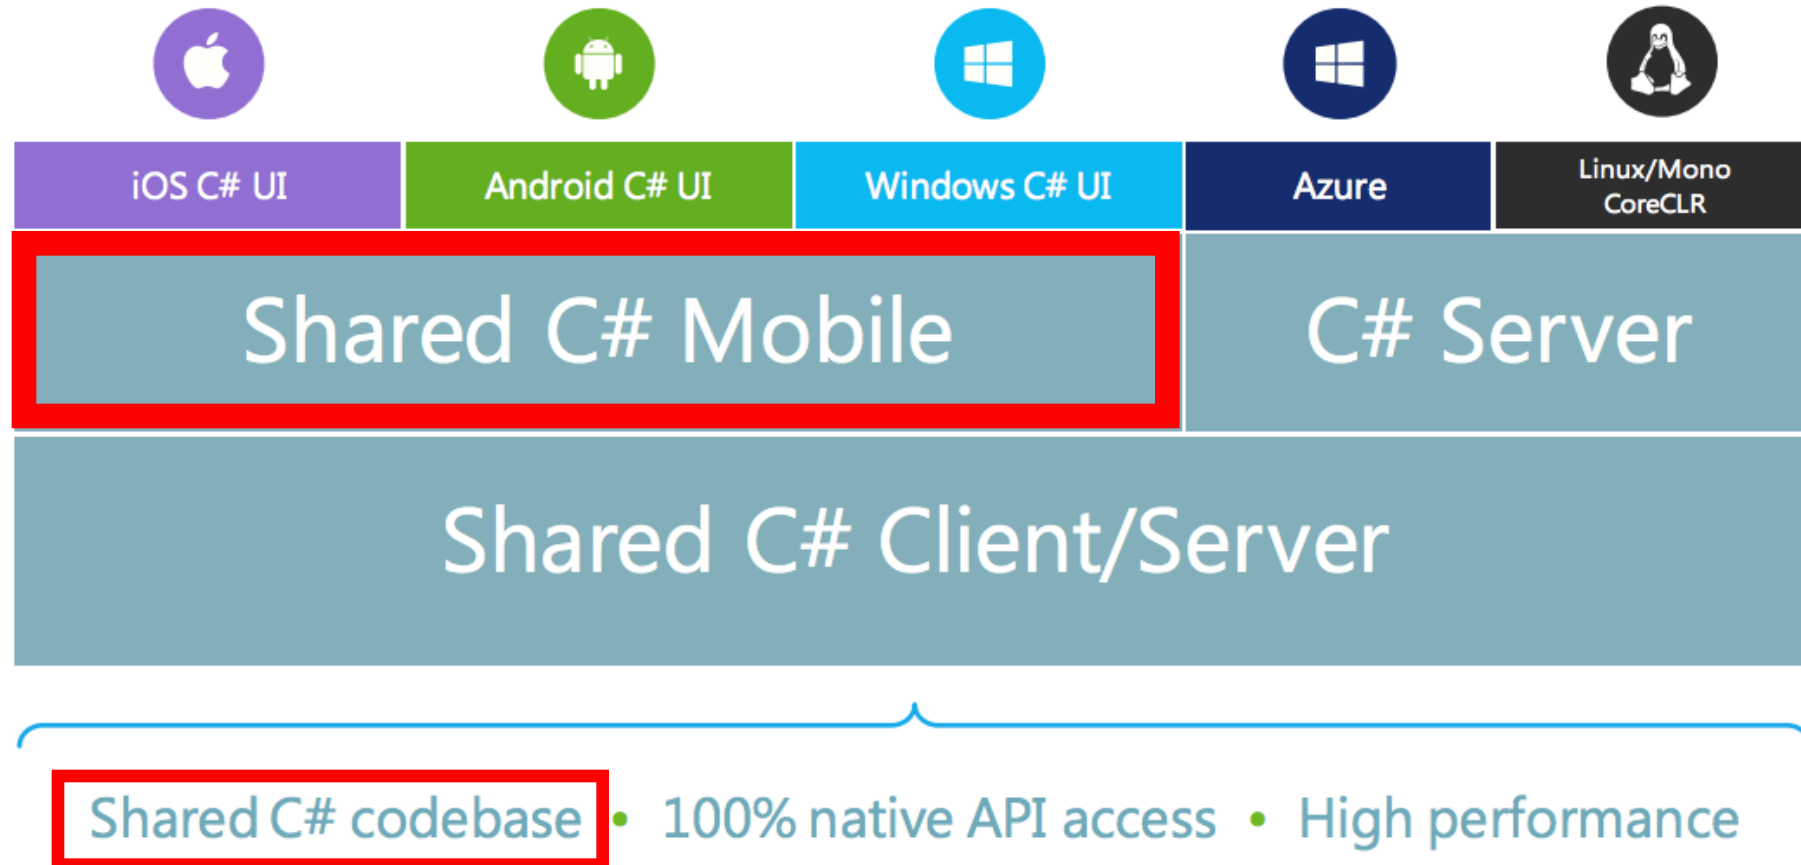 iOS C# UI
Android C# UI
Windows C# UI
Azure
Linux/Mono
CoreCLR
Shared C# Mobile
C# Server
Shared C# Client/Server
Shared C# codebase • 100% native API access • High performance